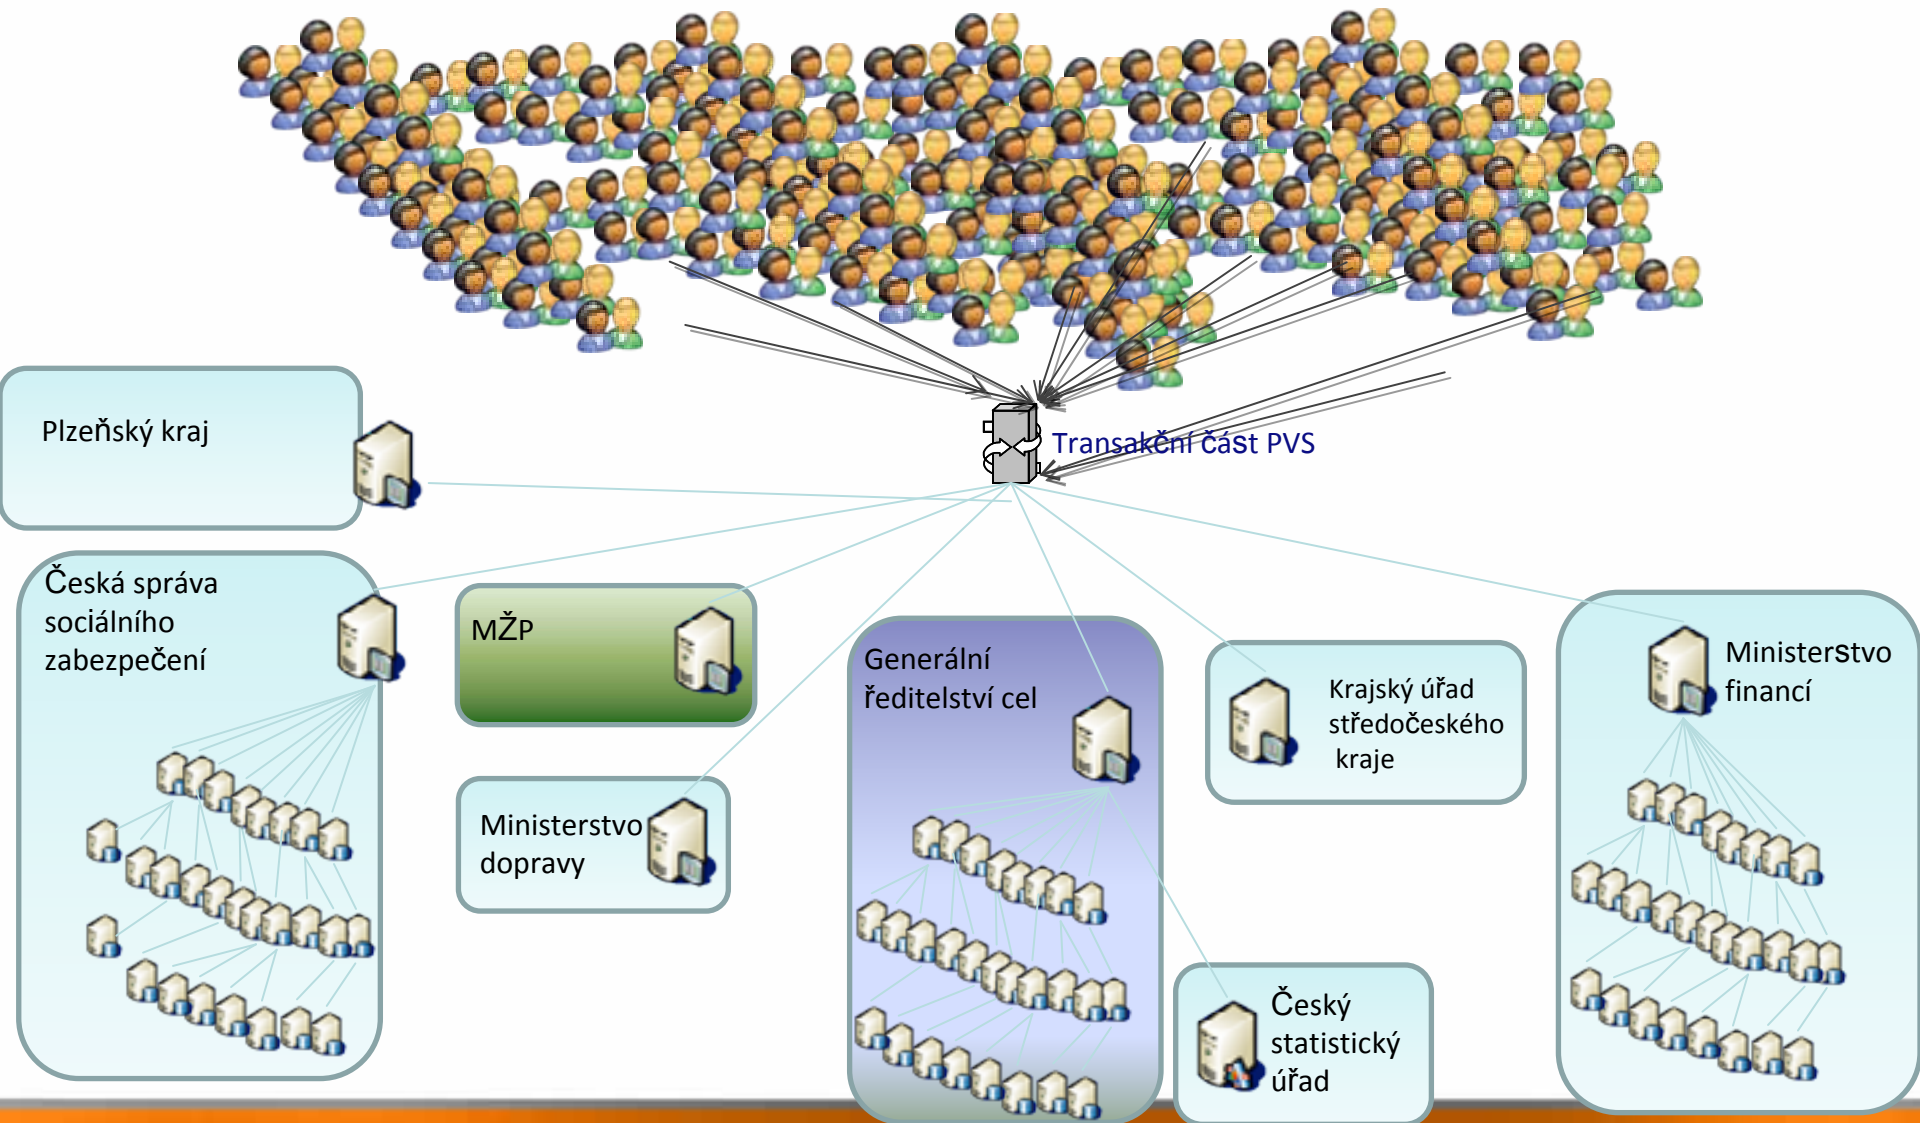 Plzeňský kraj
Transakční část PVS
Česká správa
sociálního
zabezpečení
MŽP
Generální
ředitelství cel
Krajský úřad
středočeského
kraje
Ministerstvo
financí
Ministerstvo
dopravy
Český
statistický
úřad